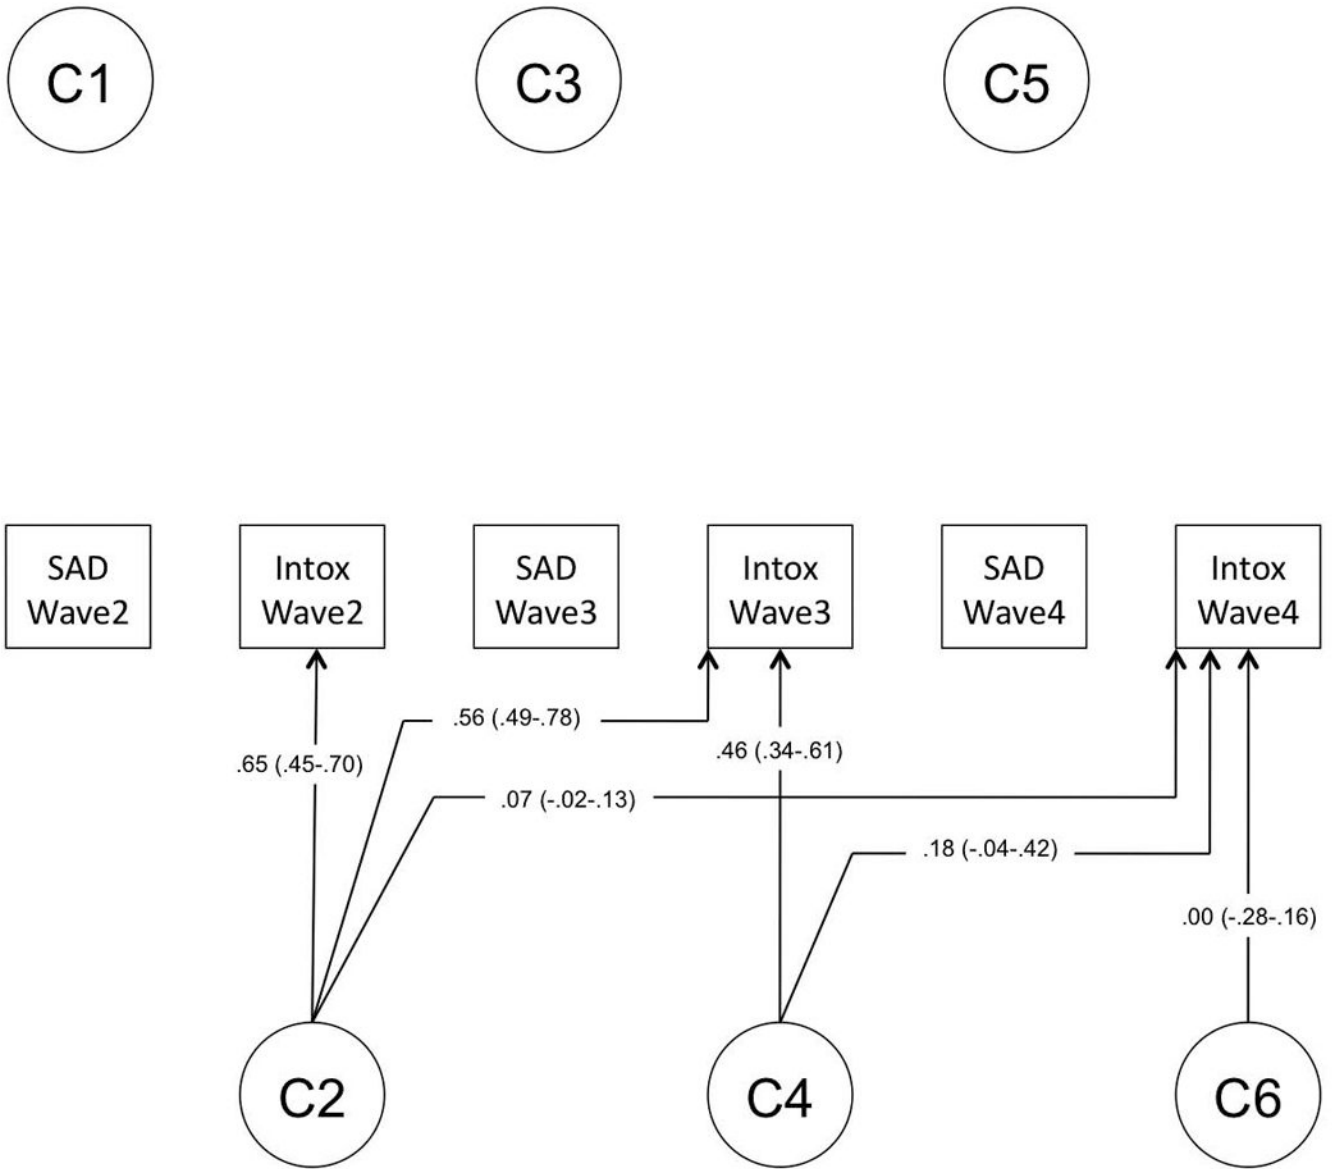 C1
C3
C5
SAD
Wave2
Intox
Wave2
SAD
Wave3
Intox
Wave3
SAD
Wave4
Intox
Wave4
.56 (.49-.78)
.65 (.45-.70)
.46 (.34-.61)
.07 (-.02-.13)
.18 (-.04-.42)
.00 (-.28-.16)
C2
C4
C6